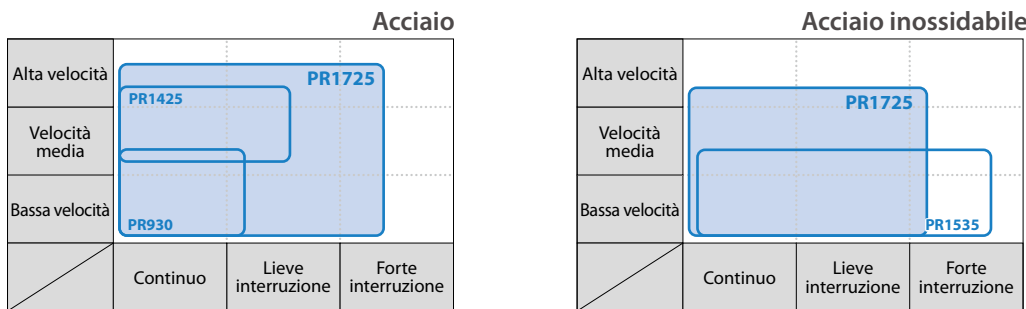 Acciaio
Alta velocità
Velocità
media
Bassa velocità
PR1725
PR1425
PR930
Continuo
Lieve
interruzione
Forte
interruzione
Acciaio inossidabile
Alta velocità
Velocità
media
Bassa velocità
PR1725
PR1535
Continuo
Lieve
interruzione
Forte
interruzione